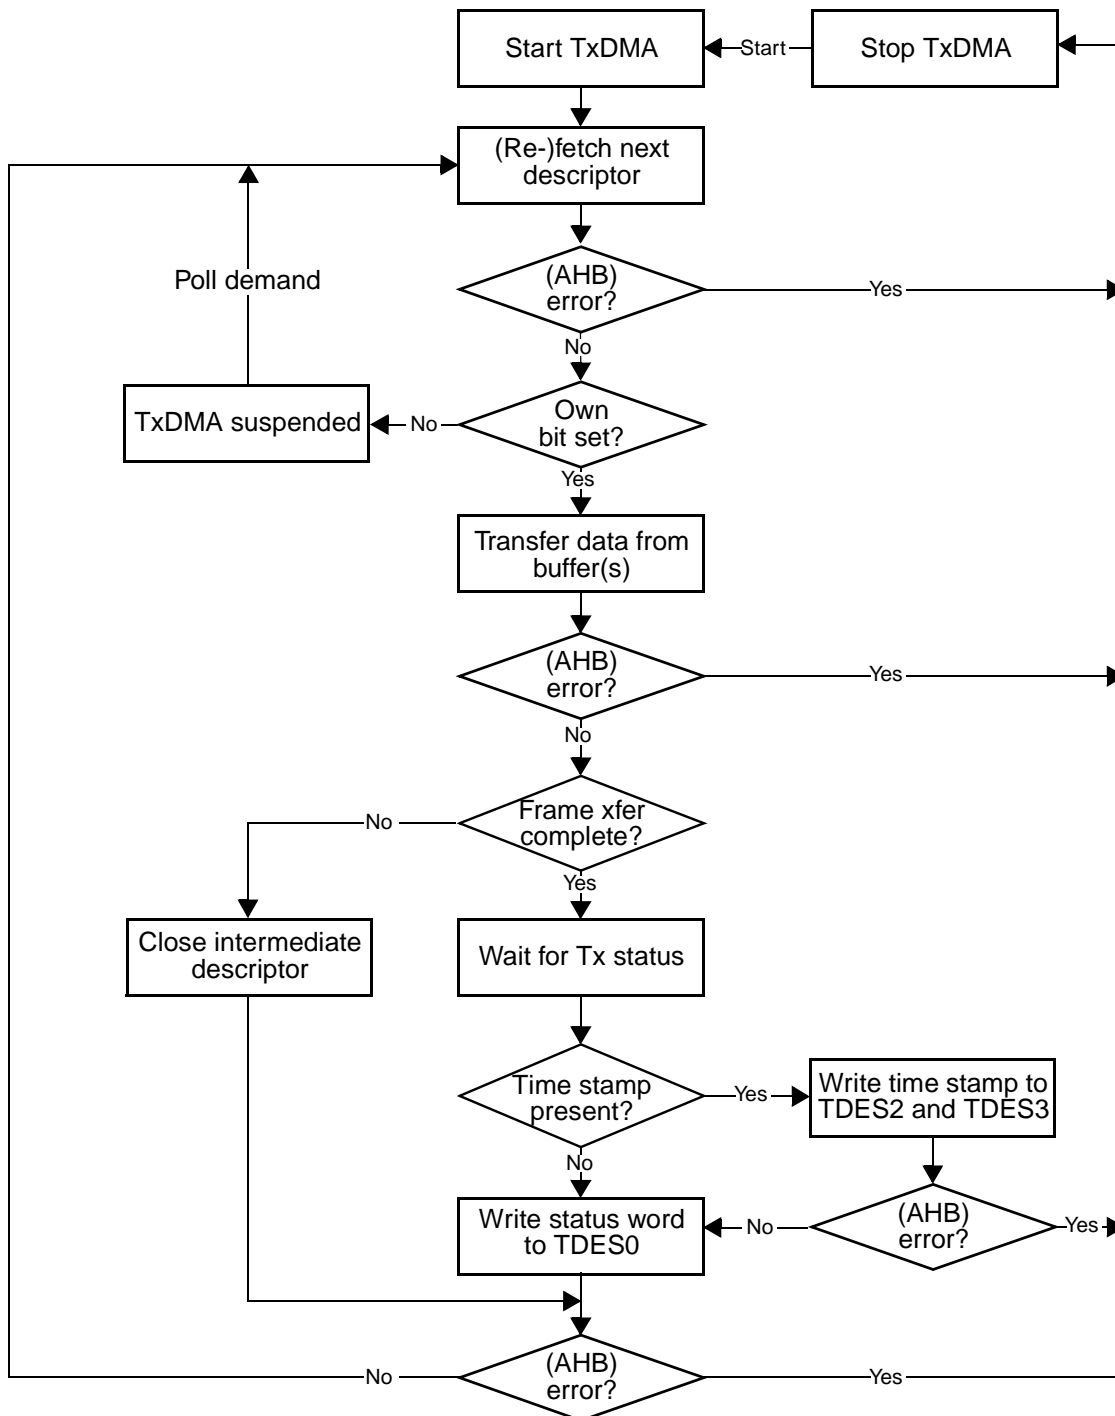 Start TxDMA
Start
Stop TxDMA
(Re-)fetch next
descriptor
Poll demand
(AHB)
error?
Yes
No
TxDMA suspended
No
Own
bit set?
Yes
Transfer data from
buffer(s)
(AHB)
error?
Yes
No
No
Frame xfer
complete?
Yes
Close intermediate
descriptor
Wait for Tx status
Time stamp
present?
Yes
Write time stamp to
TDES2 and TDES3
No
Write status word
to TDES0
No
(AHB)
error?
Yes
No
(AHB)
error?
Yes